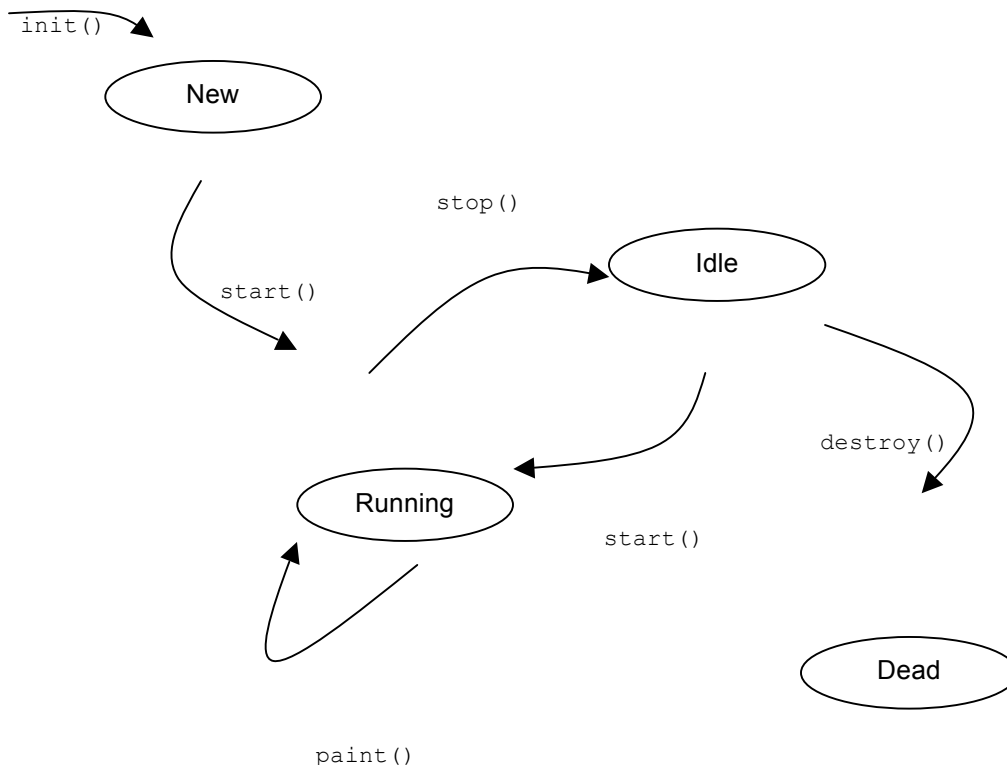 init()
New
stop()
Idle
start()
destroy()
Running
start()
Dead
paint()